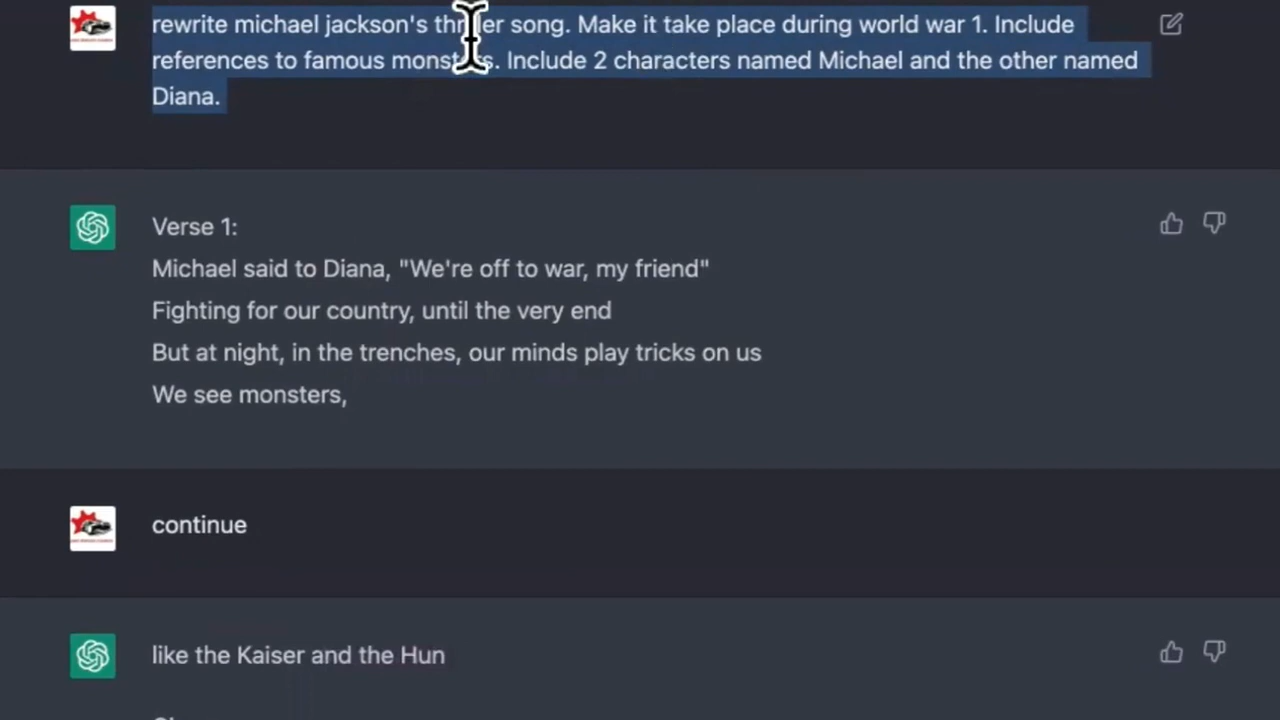 rewrite michael jackson's thriller song. Make it take place during world war 1. Include
references to famous monsters. Include 2 characters named Michael and the other named
Diana.
Verse 1:
Michael said to Diana, "We're off to war, my friend"
Fighting for our country, until the very end
But at night, in the trenches, our minds play tricks on us
We see monsters,
continue
like the Kaiser and the Hun